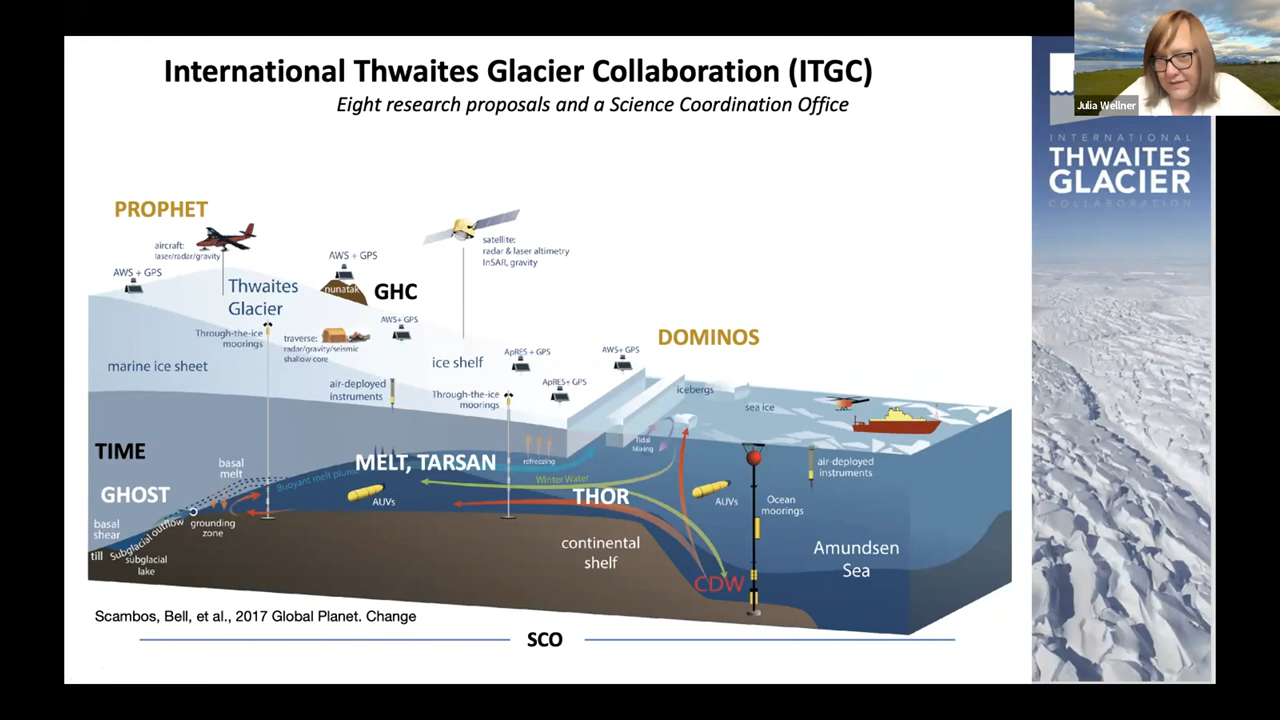 International Thwaites Glacier Collaboration (ITGC)
Eight research proposals and a Science Coordination Office
Julia Wellner
INTERNATIONAL
THWAITES
GLACIER
COLLABORATION
PROPHET
aircraft:
laser/radar/gravity
satellite:
radar & laser altimetry
InSAR, gravity
AWS + GPS
AWS + GPS
nunatak
GHC
Thwaites
Glacier
AWS+ GPS
Through-the-ice
moorings
traverse:
radar/gravity/seismic
shallow core
DOMINOS
marine ice sheet
ice shelf
ApRES + GPS
AWS+ GPS
ApRES+ GPS
air-deployed
instruments
Through-the-ice
moorings
icebergs
sea ice
Tidal
Mixing
TIME
MELT, TARSAN
refreezing
basal
melt
Buoyant melt plume
Winter Water
air-deployed
instruments
GHOST
THOR
AUVs
AUVs
Ocean
moorings
basal
shear
grounding
zone
Subglacial outflow
till
subglacial
lake
continental
shelf
CDW
Amundsen
Sea
Scambos, Bell, et al., 2017 Global Planet. Change
SCO